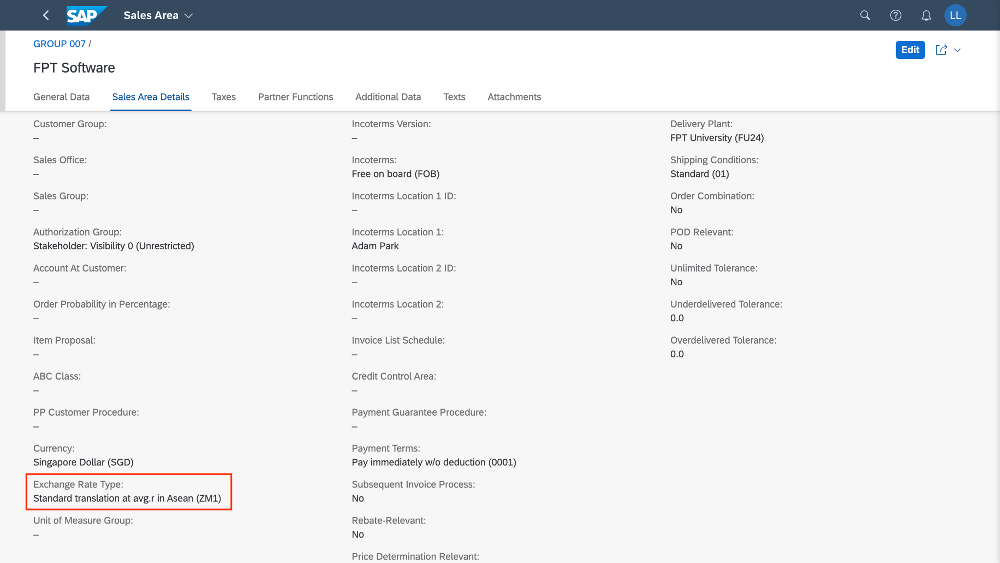 SAP
Sales Area
LL
GROUP 007 /
Edit
FPT Software
General Data
Sales Area Details
Taxes
Partner Functions
Additional Data
Texts
Attachments
Customer Group:
–
Sales Office:
–
Sales Group:
–
Authorization Group:
Stakeholder: Visibility 0 (Unrestricted)
Account At Customer:
–
Order Probability in Percentage:
–
Item Proposal:
–
ABC Class:
–
PP Customer Procedure:
–
Currency:
Singapore Dollar (SGD)
Exchange Rate Type:
Standard translation at avg.r in Asean (ZM1)
Unit of Measure Group:
–
Incoterms Version:
–
Incoterms:
Free on board (FOB)
Incoterms Location 1 ID:
–
Incoterms Location 1:
Adam Park
Incoterms Location 2 ID:
–
Incoterms Location 2:
–
Invoice List Schedule:
–
Credit Control Area:
–
Payment Guarantee Procedure:
–
Payment Terms:
Pay immediately w/o deduction (0001)
Subsequent Invoice Process:
No
Rebate-Relevant:
No
Price Determination Relevant:
Delivery Plant:
FPT University (FU24)
Shipping Conditions:
Standard (01)
Order Combination:
No
POD Relevant:
No
Unlimited Tolerance:
No
Underdelivered Tolerance:
0.0
Overdelivered Tolerance:
0.0